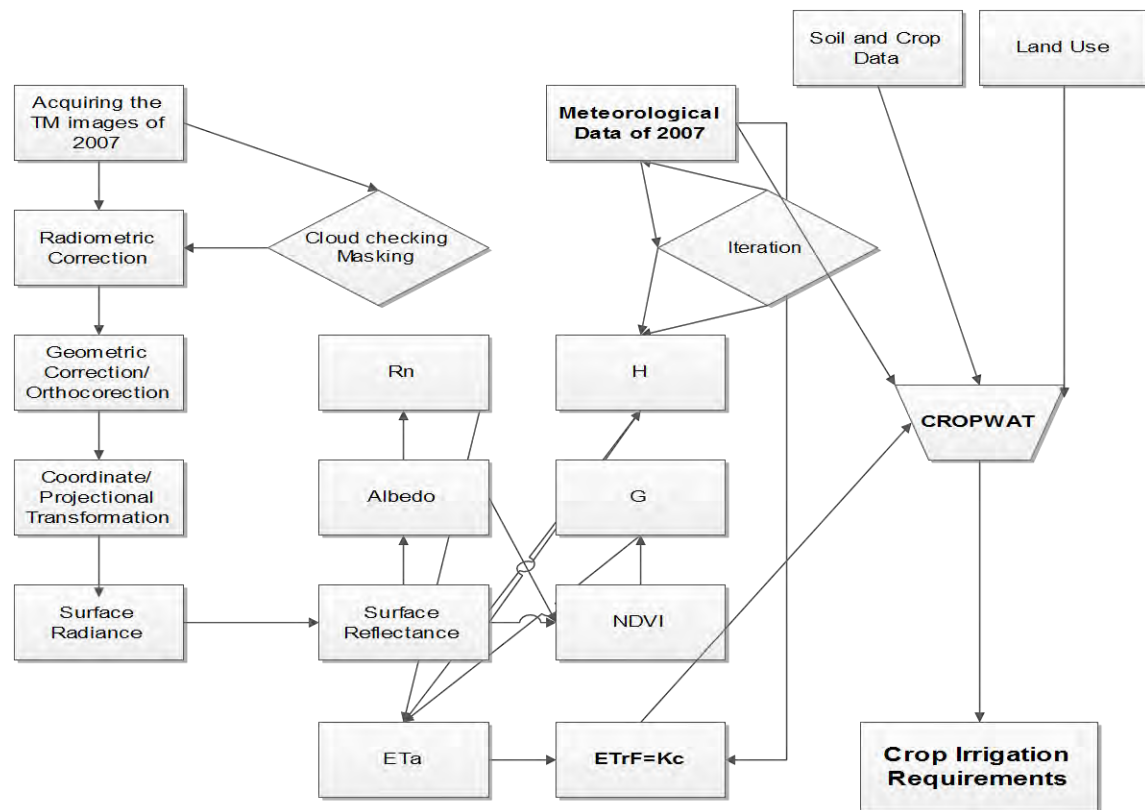 Soil and Crop
Data
Land Use
Acquiring the
TM images of
2007
Meteorological
Data of 2007
Radiometric
Correction
Cloud checking
Masking
Iteration
Geometric
Correction/
Orthocorection
Rn
H
CROPWAT
Coordinate/
Projectional
Transformation
Albedo
G
Surface
Radiance
Surface
Reflectance
NDVI
ETa
ETrF=Kc
Crop Irrigation
Requirements